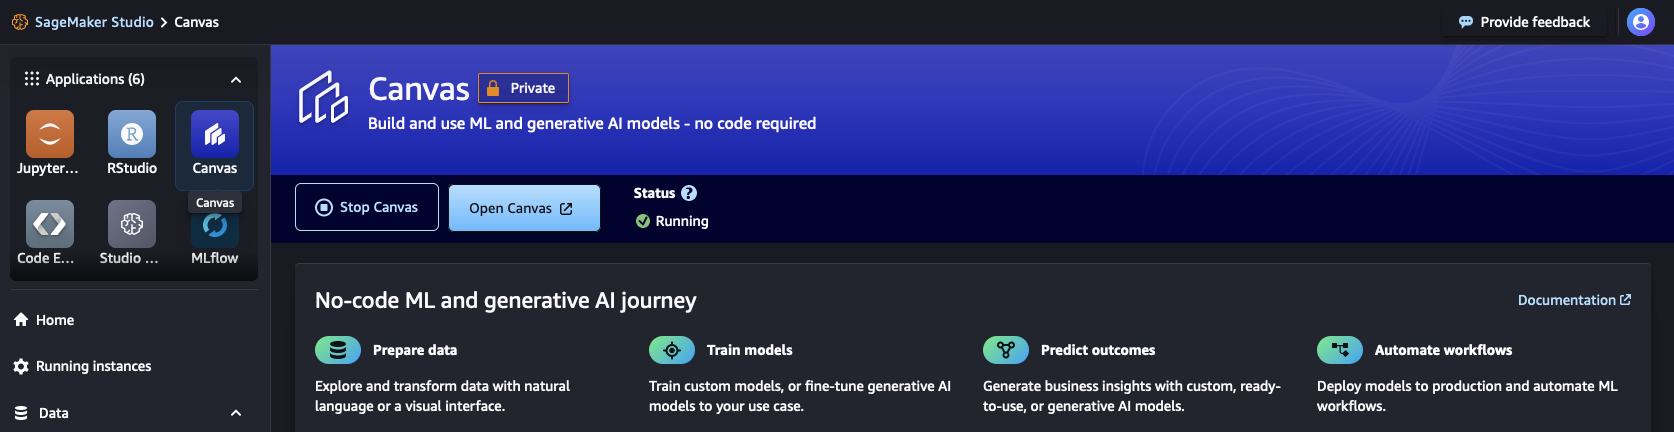 SageMaker Studio > Canvas
Provide feedback
Applications (6)
Jupyter...
RStudio
Canvas
Canvas
Code E...
Studio ...
MLflow
Home
Running instances
Data
Canvas
Private
Build and use ML and generative AI models - no code required
Stop Canvas
Open Canvas
Status ?
Running
No-code ML and generative AI journey
Documentation
Prepare data
Explore and transform data with natural
language or a visual interface.
Train models
Train custom models, or fine-tune generative AI
models to your use case.
Predict outcomes
Generate business insights with custom, ready-
to-use, or generative AI models.
Automate workflows
Deploy models to production and automate ML
workflows.